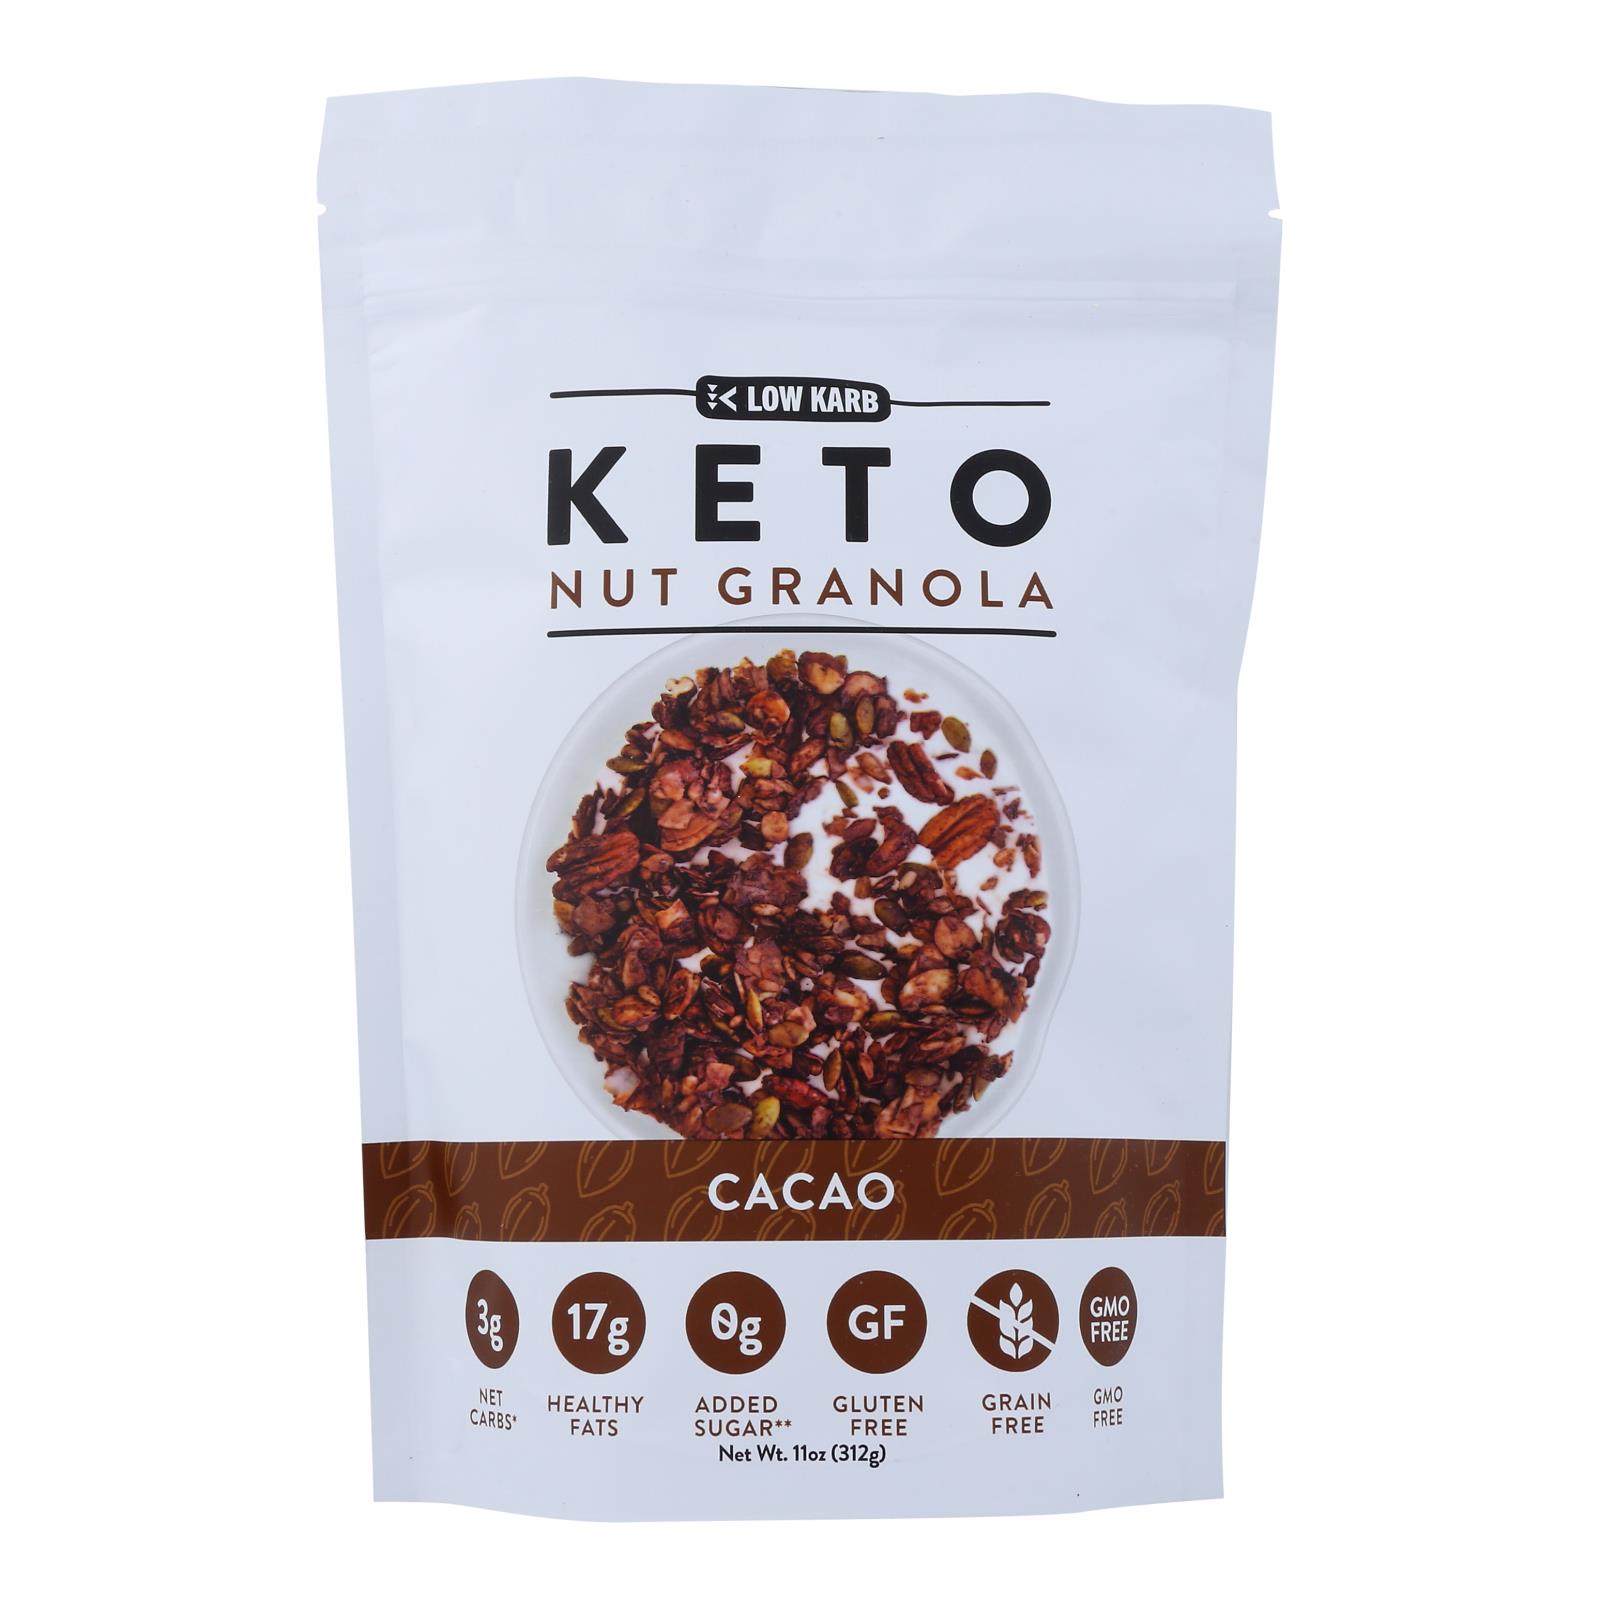 LOW KARB
KETO
NUT GRANOLA
CACAO
3g
17g
0g
GF
GMO
FREE
NET
CARBS*
HEALTHY
FATS
ADDED
SUGAR**
GLUTEN
FREE
GRAIN
FREE
GMO
FREE
Net Wt. 11oz (312g)